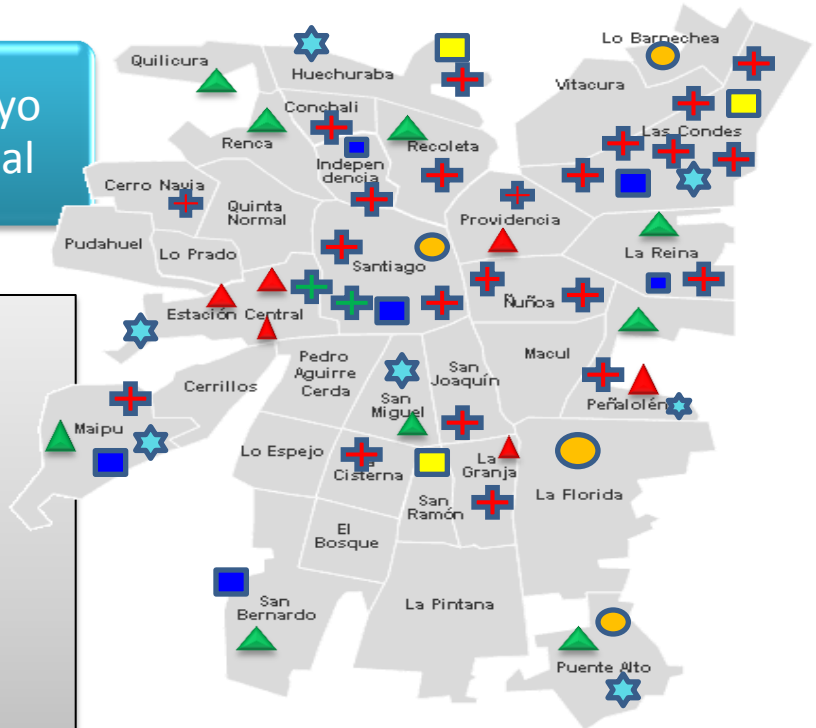 yo
al
Lo Barnechea
Quilicura
Huechuraba
Vitacura
Conchali
Las Condes
Renca
Recoleta
Indepen
dencia
Cerro Navia
Quinta
Normal
Providencia
Pudahuel
Lo Prado
Santiago
La Reina
Estación Central
Ñuñoa
Pedro
Aguirre
Cerda
Macul
San
Joaquín
Cerrillos
San
Miguel
Peñalolén
Maipu
Lo Espejo
La
Granja
Cisterna
La Florida
San
Ramón
El
Bosque
San
Bernardo
La Pintana
Puente Alto